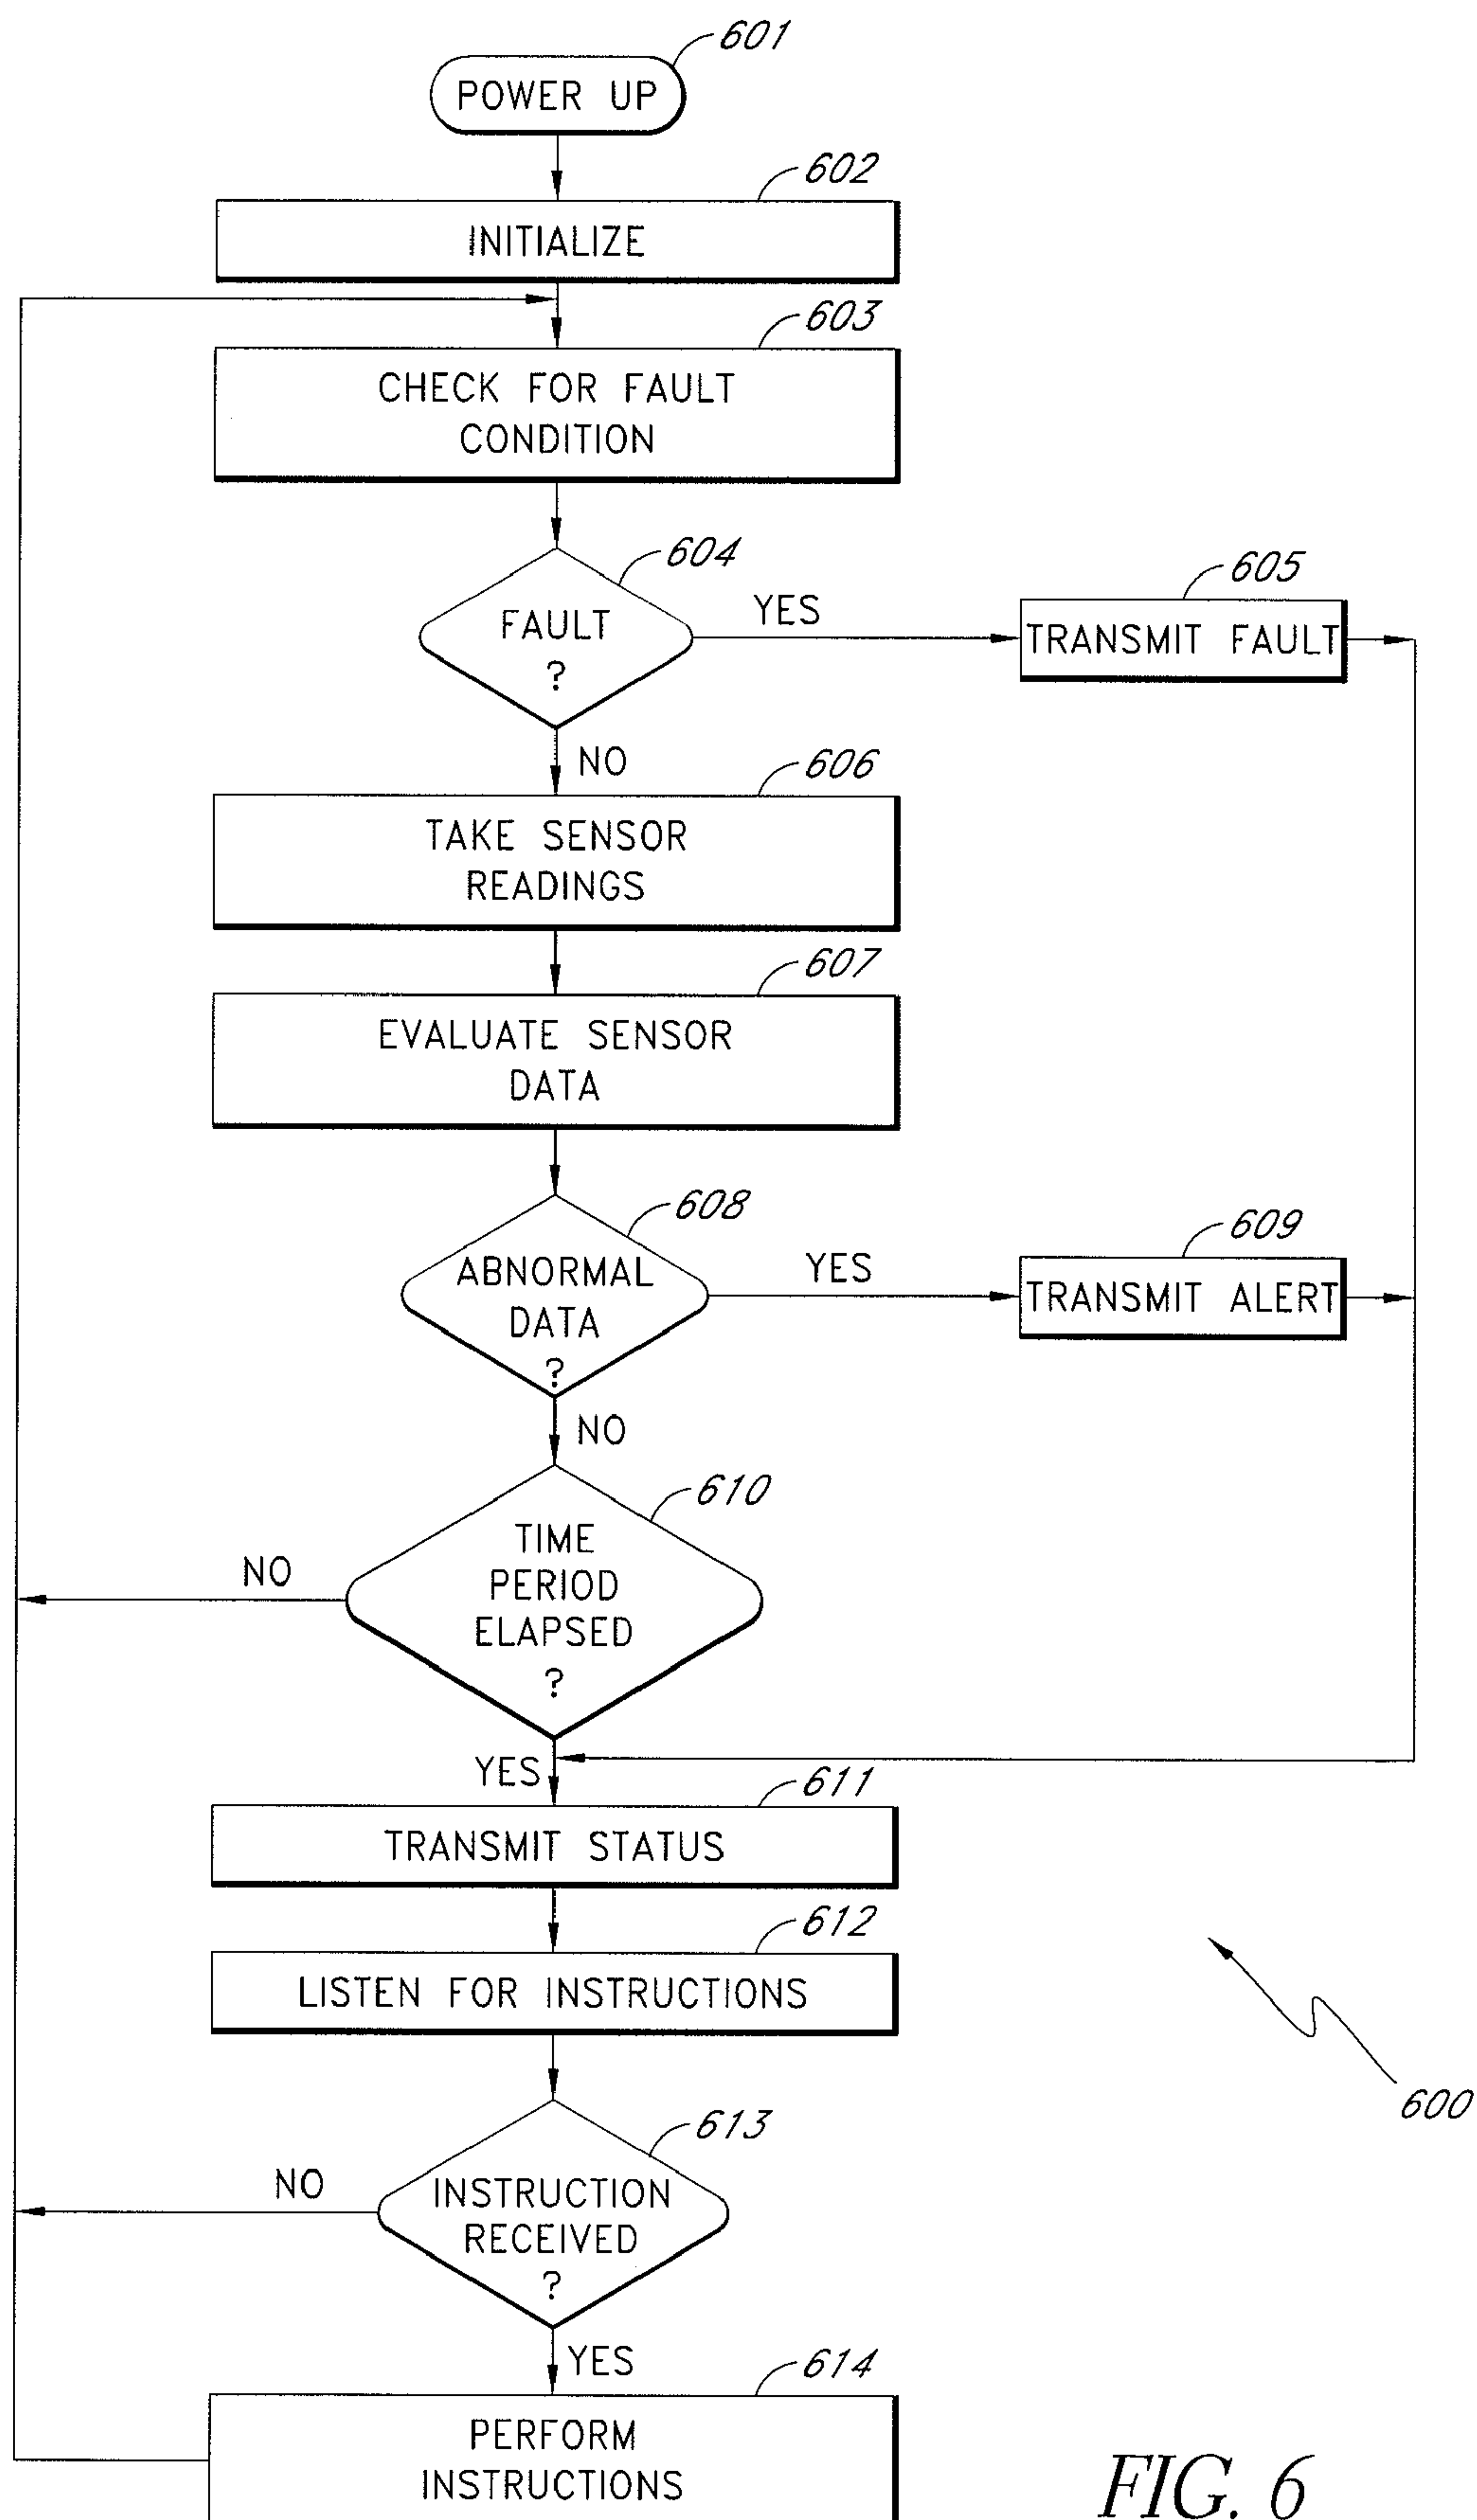 601
POWER UP
602
INITIALIZE
603
CHECK FOR FAULT
CONDITION
604
FAULT
?
YES
605
TRANSMIT FAULT
NO
606
TAKE SENSOR
READINGS
607
EVALUATE SENSOR
DATA
608
ABNORMAL
DATA
?
YES
609
TRANSMIT ALERT
NO
610
TIME
PERIOD
ELAPSED
?
NO
YES
611
TRANSMIT STATUS
612
LISTEN FOR INSTRUCTIONS
600
613
INSTRUCTION
RECEIVED
?
NO
YES
614
PERFORM
INSTRUCTIONS
FIG. 6